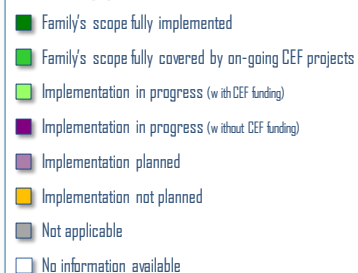 Family's scope fully implemented
Family's scope fully covered by on-going CEF projects
Implementation in progress (with CEF funding)
Implementation in progress (without CEF funding)
Implementation planned
Implementation not planned
Not applicable
No information available